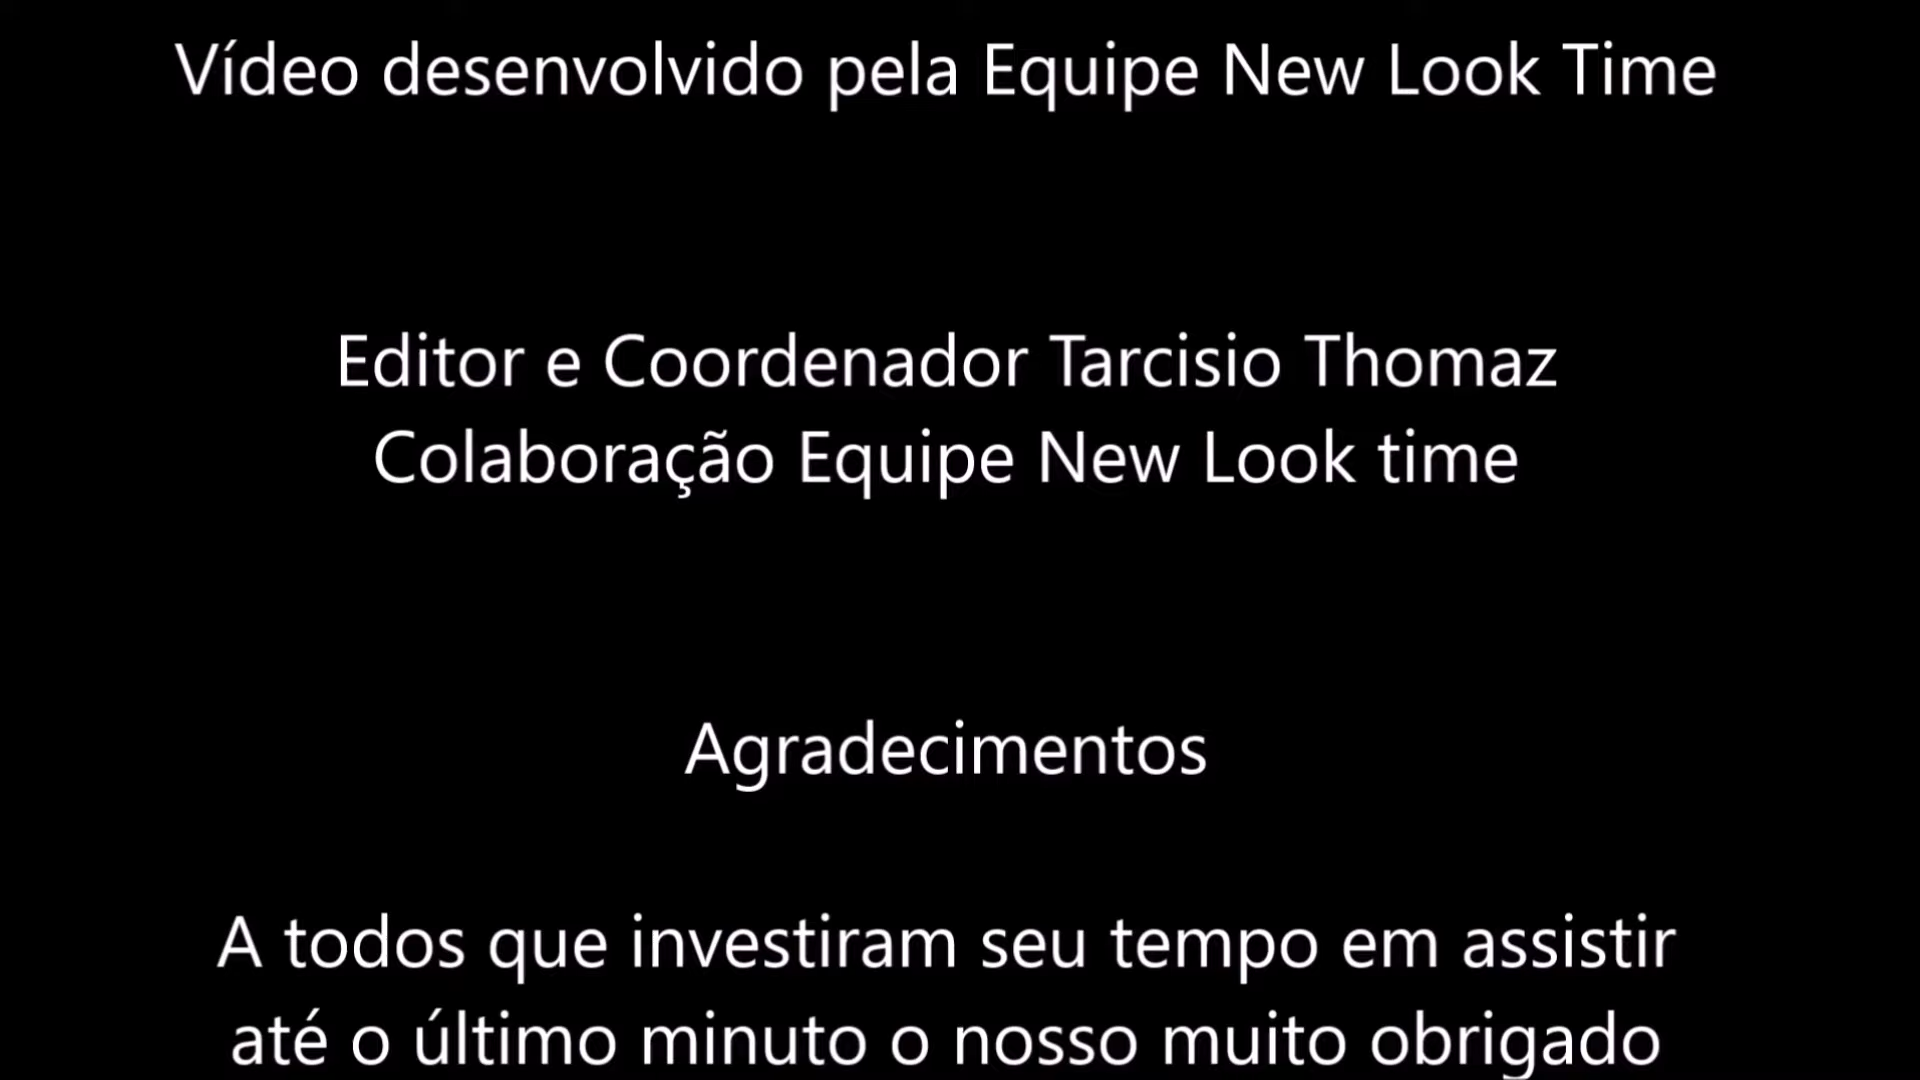 Vídeo desenvolvido pela Equipe New Look Time
Editor e Coordenador Tarcisio Thomaz
Colaboração Equipe New Look time
Agradecimentos
A todos que investiram seu tempo em assistir
até o último minuto o nosso muito obrigado